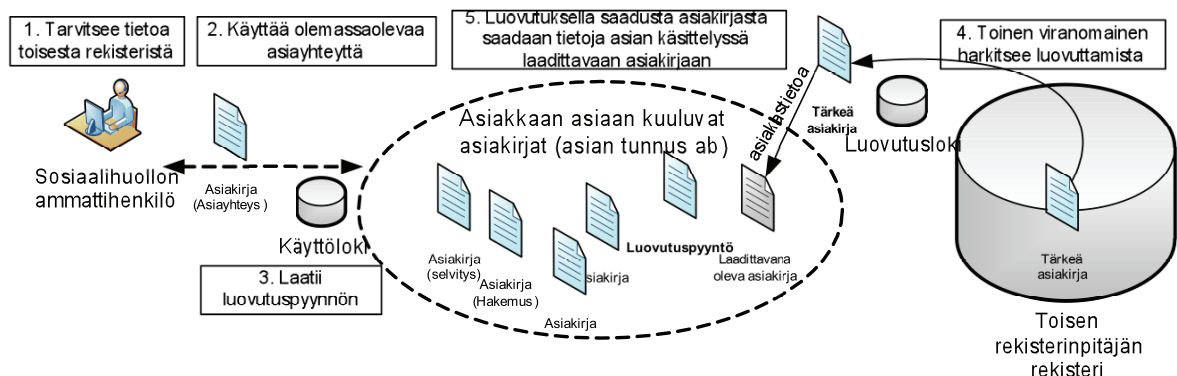 1. Tarvitsee tietoa
toisesta rekisteristä
2. Käyttää olemassaolevaa
asiayhteyttä
5. Luovutuksella saadusta asiakirjasta
saadaan tietoja asian käsittelyssä
laadittavaan asiakirjaan
4. Toinen viranomainen
harkitsee luovuttamista
Sosiaalihuollon
ammattihenkilö
Asiakirja
(Asiayhteys)
Käyttöloki
3. Laatii
luovutuspyynnön
Asiakkaan asiaan kuuluvat
asiakirjat (asian tunnus ab)
Asiakirja
(selvitys)
Asiakirja
(Hakemus)
Asiakirja
siakirja
Luovutuspyyntö
Laadittavana
oleva asiakirja
asiakastietoa
Tärkeä
asiakirja
Luovutusloki
Tärkeä
asiakirja
Toisen
rekisterinpitäjän
rekisteri